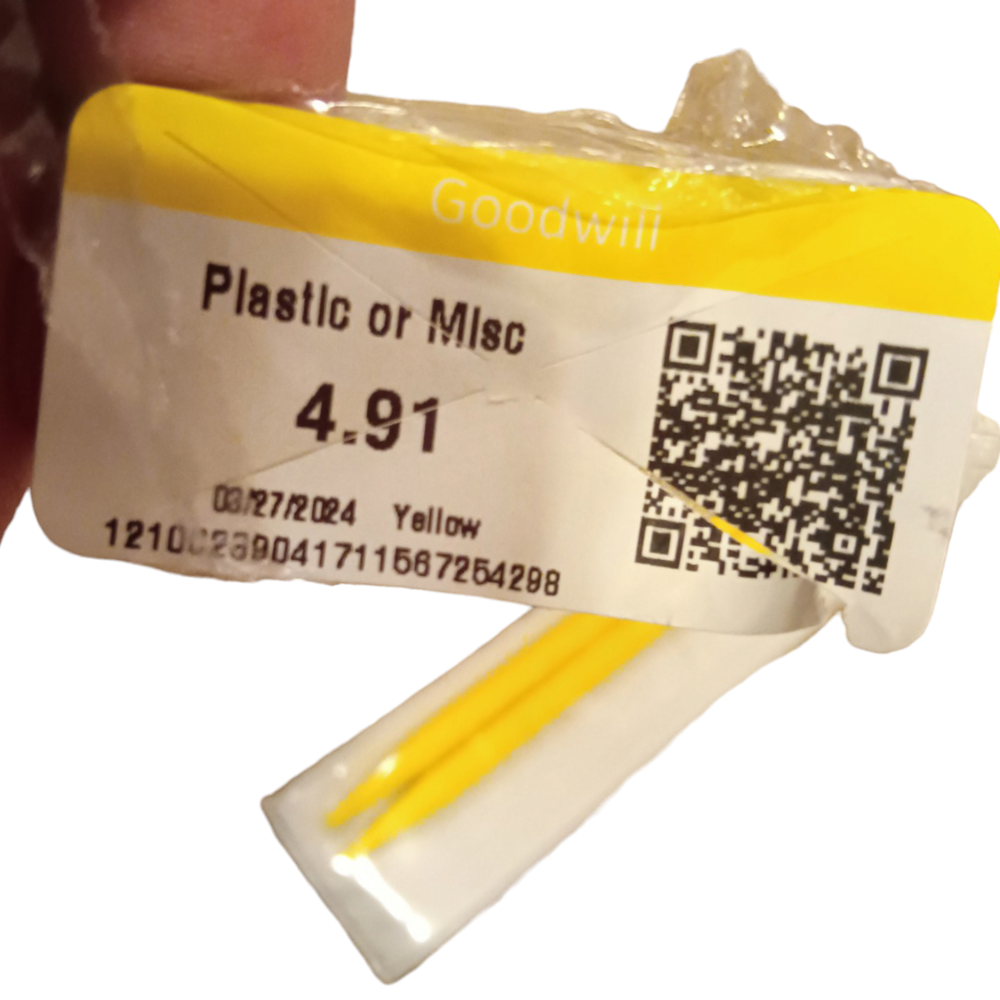 Goodwill
Plastic or Misc
4.91
03/27/2024 Yellow